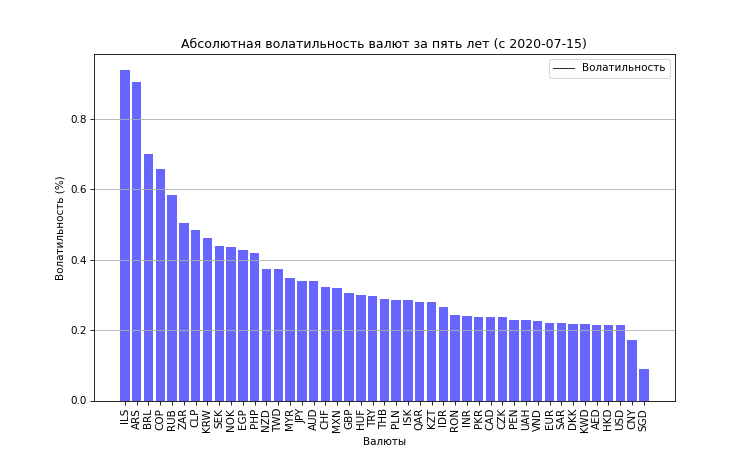 Абсолютная волатильность валют за пять лет (с 2020-07-15)
Волатильность
Волатильность (%)
0.8
0.6
0.4
0.2
0.0
ILS ARS BRL COP RUB ZAR CLP KRW SEK NOK EGP PHP NZD TWD MYR JPY AUD CHF MXN GBP HUF TRY THB PLN ISK QAR KZT IDR RON INR PKR CAD CZK PEN UAH VND EUR SAR DKK KWD AED HKD USD CNY SGD
Валюты